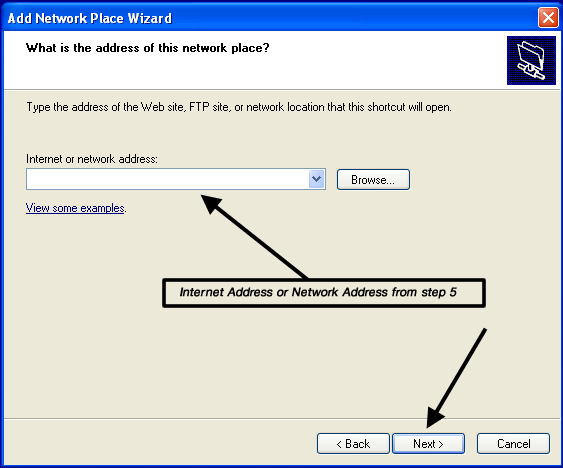 Add Network Place Wizard
What is the address of this network place?
Type the address of the Web site, FTP site, or network location that this shortcut will open.
Internet or network address:
Browse...
View some examples.
Internet Address or Network Address from step 5
< Back Next > Cancel